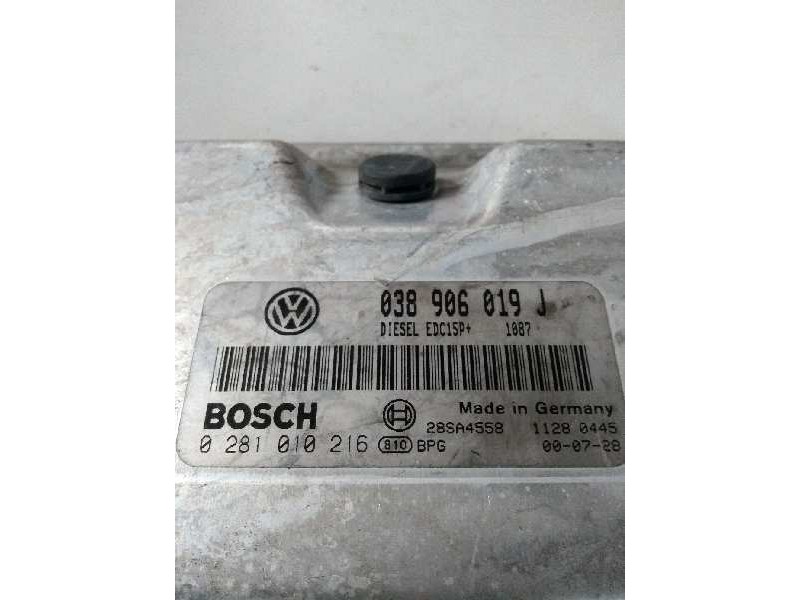 038 906 019 J
DIESEL EDC15P+ 1087
BOSCH
Made in Germany
28SA4558 1128 0445
0 281 010 216 S10 BPG 00-07-28